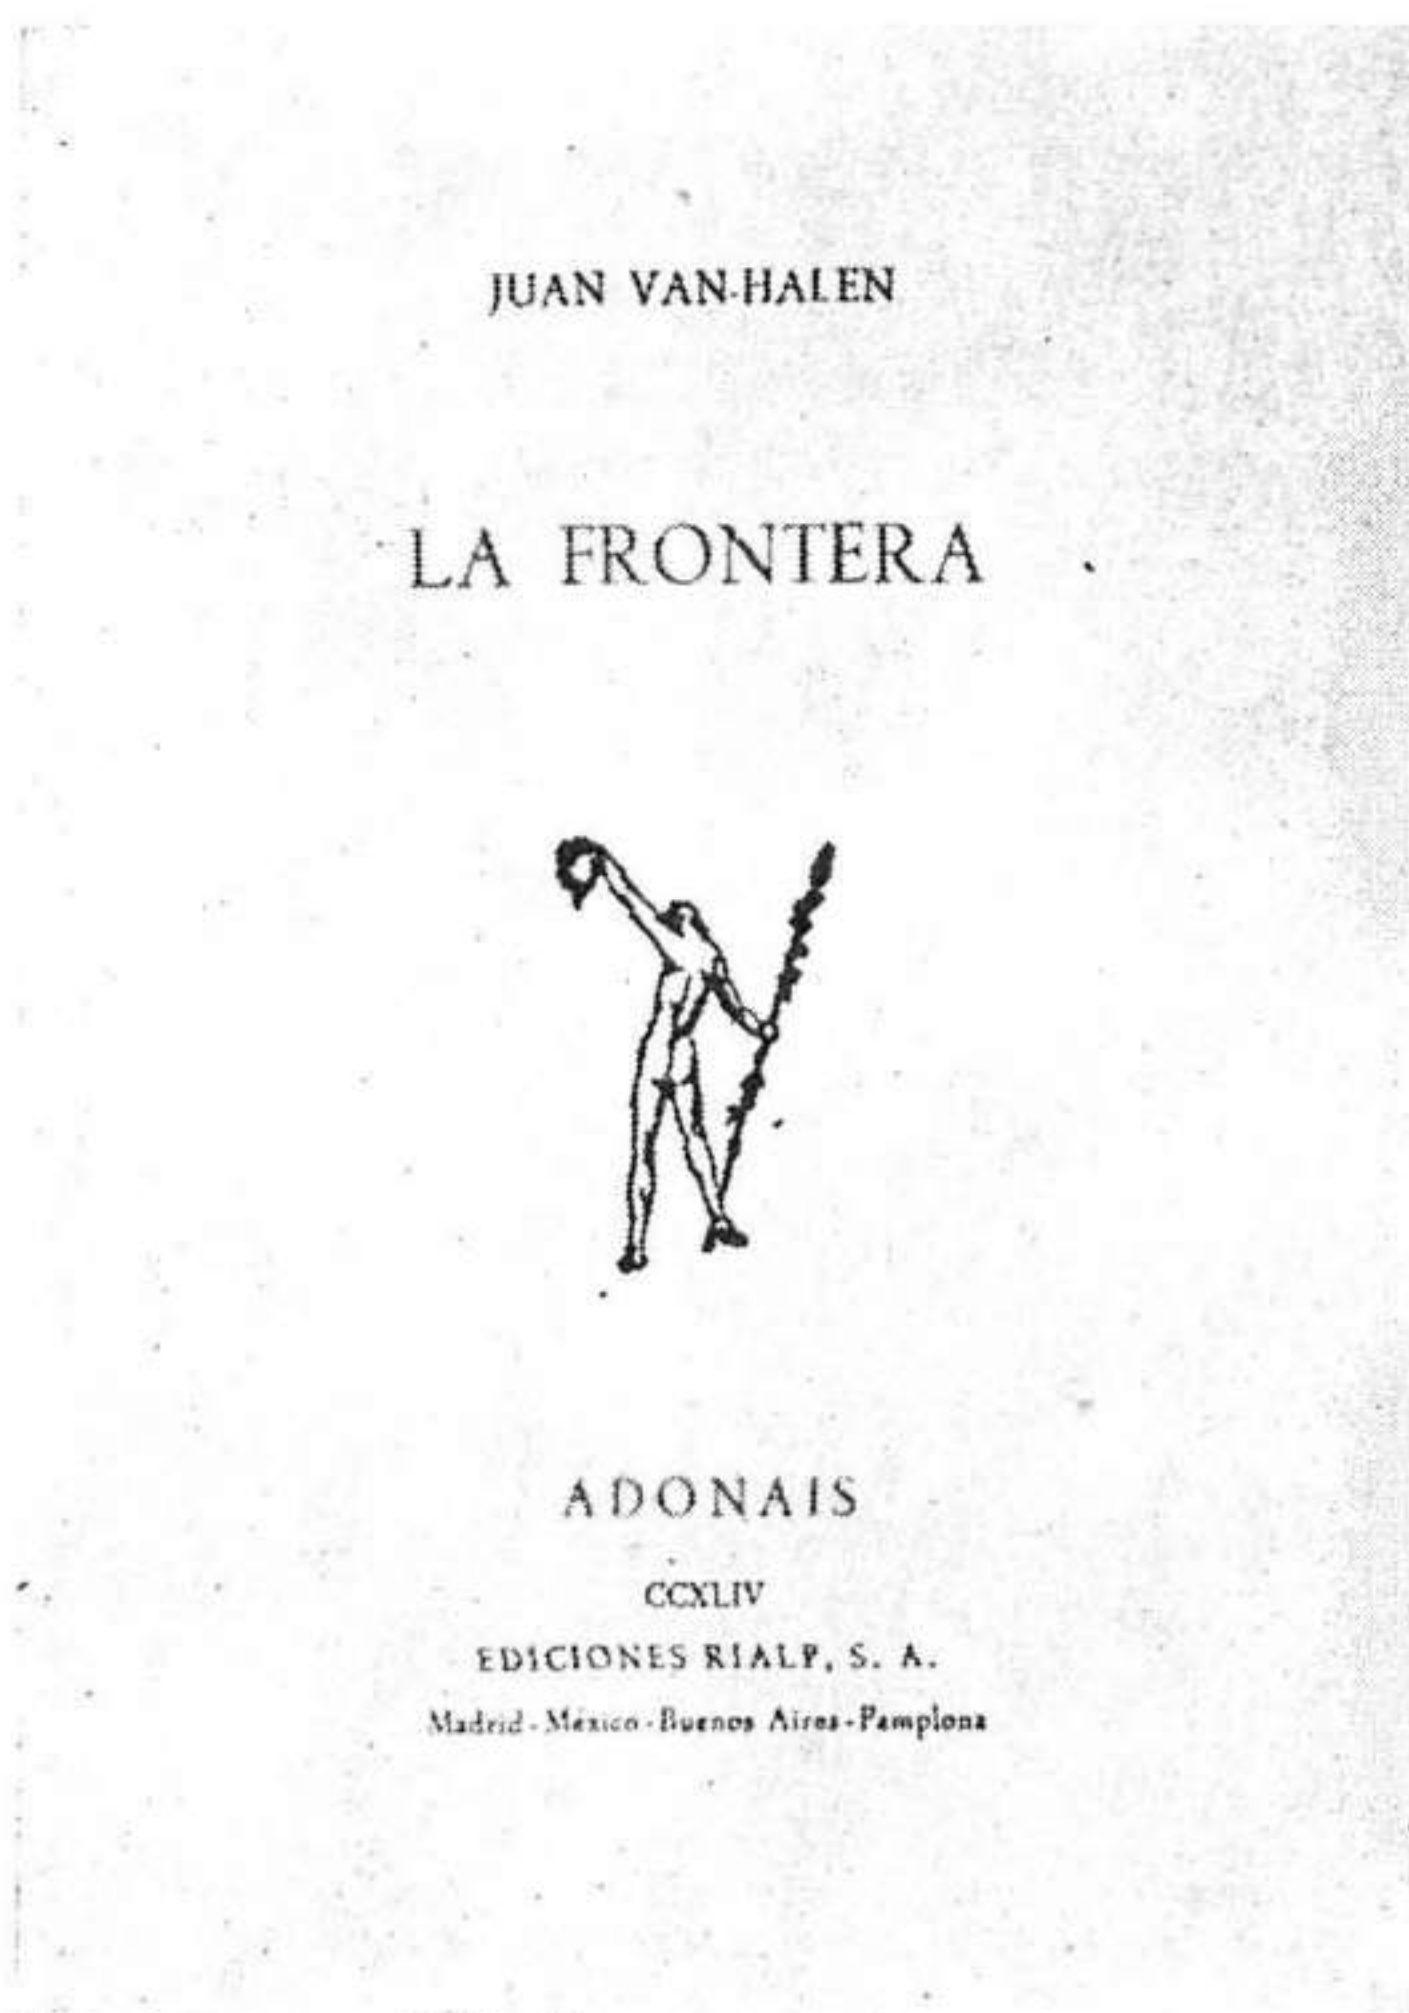 JUAN VAN-HALEN
LA FRONTERA
ADONAIS
CCXLIV
EDICIONES RIALP, S. A.
Madrid - México - Buenos Aires - Pamplona